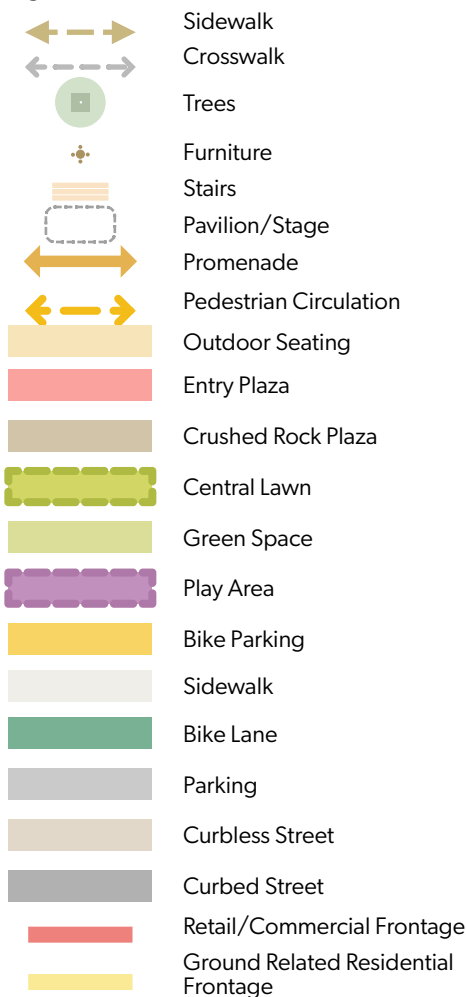 Sidewalk
Crosswalk
Trees
Furniture
Stairs
Pavilion/Stage
Promenade
Pedestrian Circulation
Outdoor Seating
Entry Plaza
Crushed Rock Plaza
Central Lawn
Green Space
Play Area
Bike Parking
Sidewalk
Bike Lane
Parking
Curbless Street
Curbed Street
Retail/Commercial Frontage
Ground Related Residential
Frontage